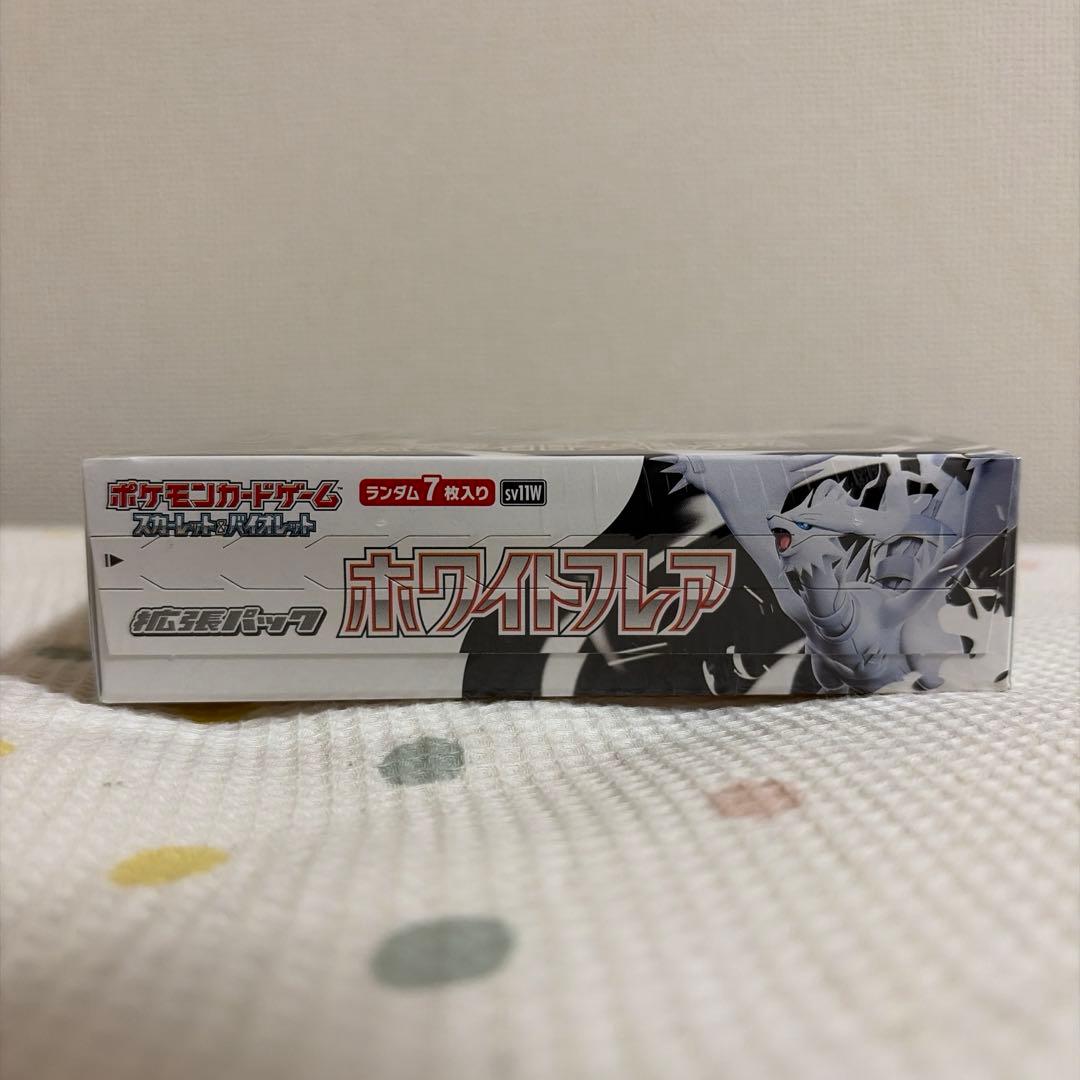 ポケモンカードゲーム™
スカーレット&バイオレット
ランダム7枚入り
SV11W
拡張パック
ホワイトフレア